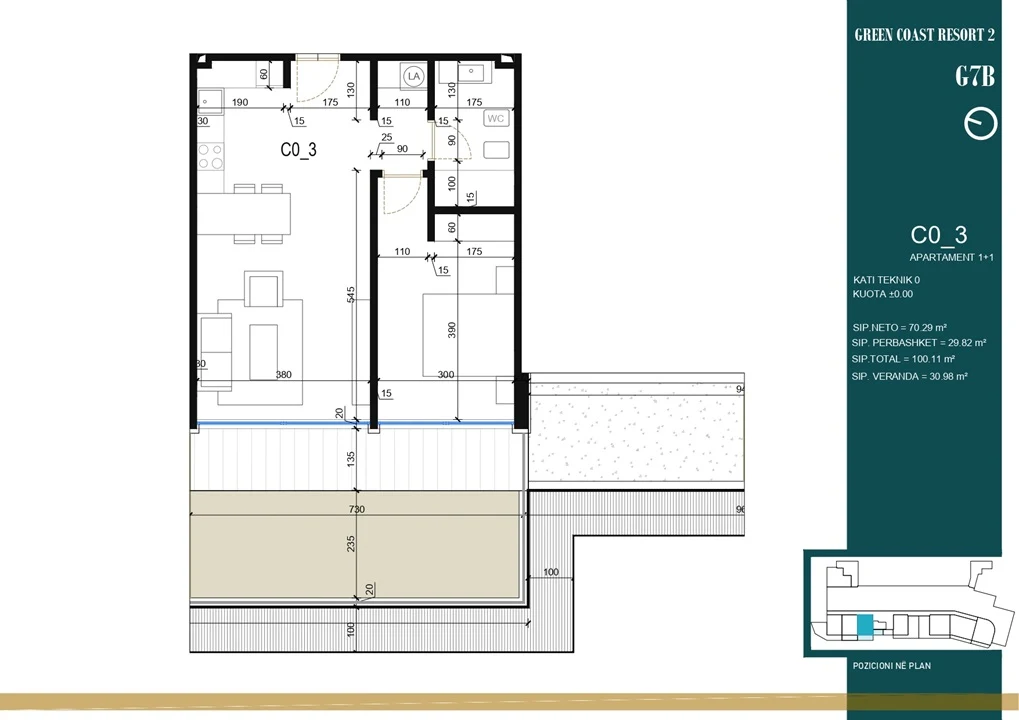 GREEN COAST RESORT 2
G7B
C0_3
APARTAMENT 1+1
KATI TEKNIK 0
KUOTA ±0.00
SIP.NETO = 70.29 m²
SIP. PERBASHKET = 29.82 m²
SIP.TOTAL = 100.11 m²
SIP. VERANDA = 30.98 m²
POZICIONI NË PLAN
60
130
LA
130
190
175
110
175
30
15
15
15
WC
25
90
90
C0_3
100
15
60
110
175
15
545
390
30
380
300
15
20
135
730
235
100
20
100